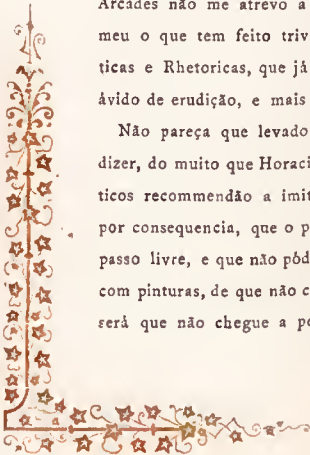 Arcades não me atrevo a
meu o que tem feito triv
ticas e Rhetoricas, que já
ávido de erudição, e mais
Não pareça que levado
dizer, do muito que Horaci
ticos recommendão a imit
por consequencia, que o p
passo livre, e que não pód
com pinturas, de que não c
será que não chegue a pe